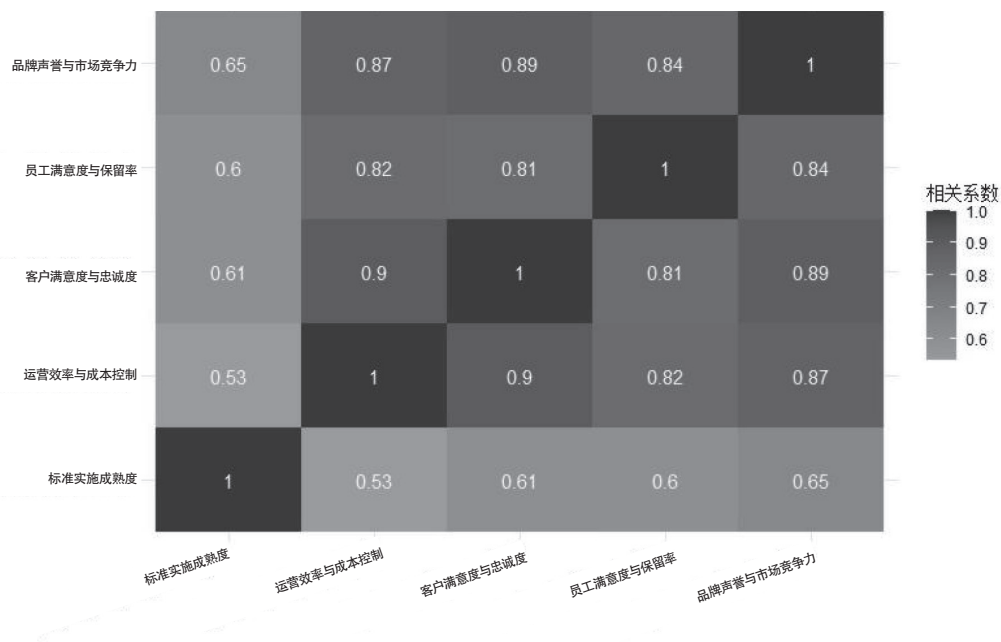 品牌声誉与市场竞争力 0.65 0.87 0.89 0.84 1
员工满意度与保留率 0.6 0.82 0.81 1 0.84
客户满意度与忠诚度 0.61 0.9 1 0.81 0.89
运营效率与成本控制 0.53 1 0.9 0.82 0.87
标准实施成熟度 1 0.53 0.61 0.6 0.65
标准实施成熟度 运营效率与成本控制 客户满意度与忠诚度 员工满意度与保留率 品牌声誉与市场竞争力
相关系数
1.0
0.9
0.8
0.7
0.6